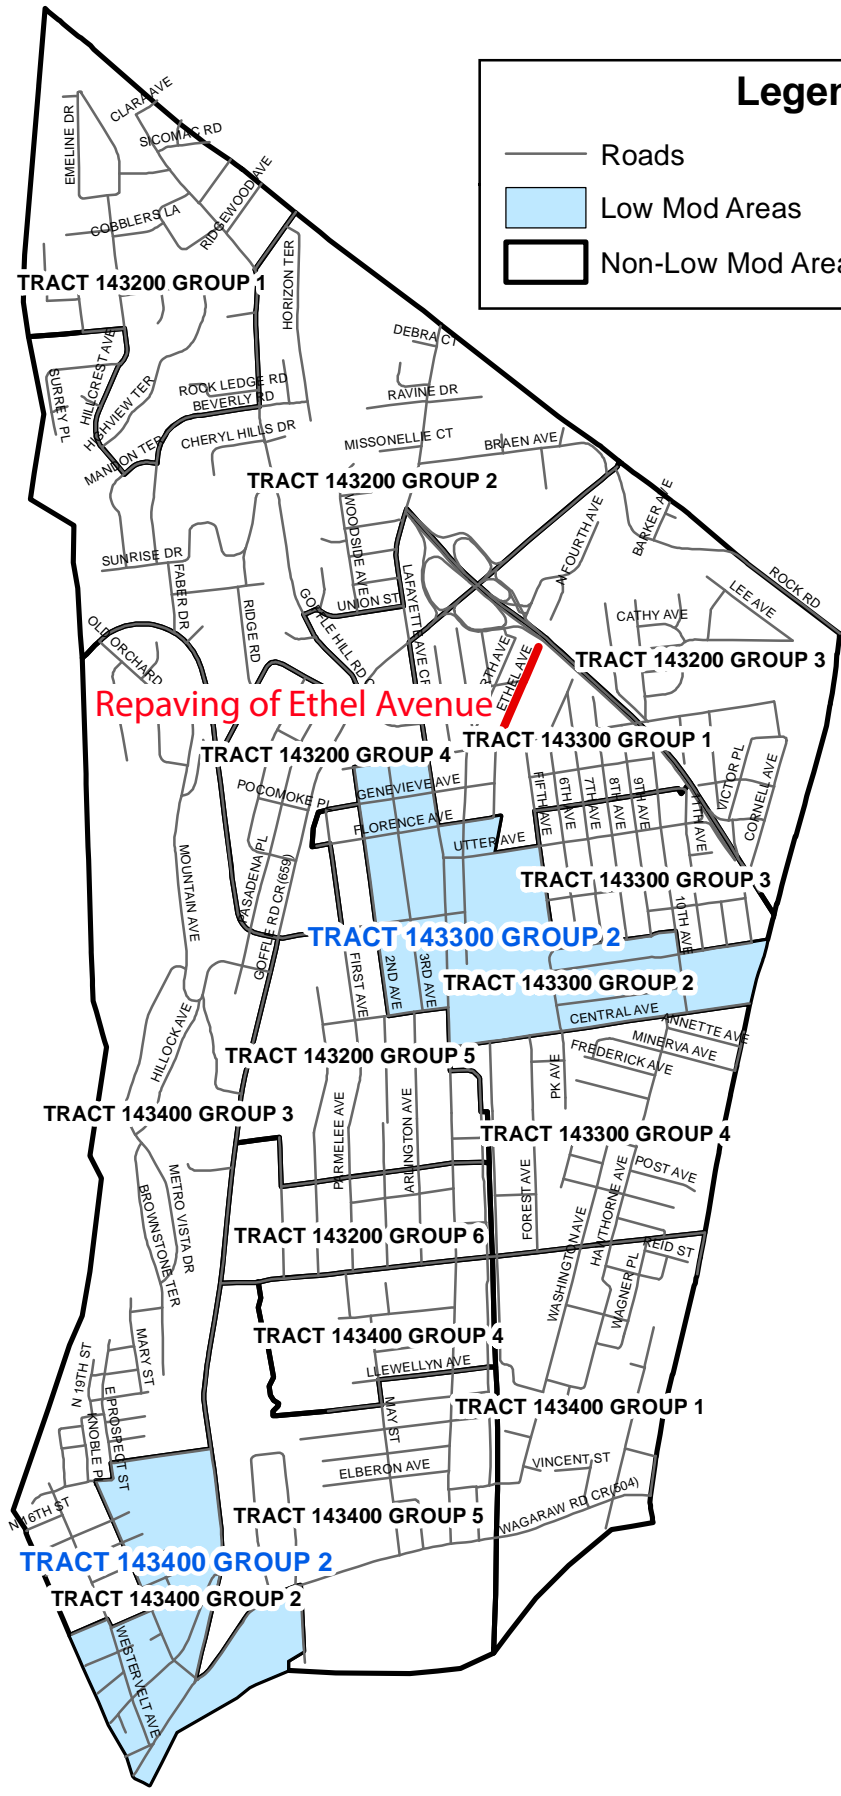 Legen
Roads
Low Mod Areas
Non-Low Mod Area
CLARA AVE
EMELINE DR
SICOMAC RD
RIDGEWOOD AVE
COBBLERS LA
HORIZON TER
TRACT 143200 GROUP 1
DEBRA CT
HILLCREST AVE
SURREY PL
HIGHVIEW TER
ROCK LEDGE RD
BEVERLY RD
RAVINE DR
MANDON TER
CHERYL HILLS DR
MISSONELLIE CT
BRAEN AVE
TRACT 143200 GROUP 2
WOODSIDE AVE
N FOURTH AVE
BARKER AVE
SUNRISE DR
FABER DR
ROCK RD
LEE AVE
UNION ST
LAFAYETTE AVE CR
GOFFLE HILL RD
RIDGE RD
CATHY AVE
OLD ORCHARD
ETHEL AVE
TRACT 143200 GROUP 3
Repaving of Ethel Avenue
TRACT 143300 GROUP 1
TRACT 143200 GROUP 4
GENEVIEVE AVE
POCOMOKE PL
FLORENCE AVE
UTTER AVE
FIFTH AVE
6TH AVE
7TH AVE
8TH AVE
9TH AVE
11TH AVE
VICTOR PL
CORNELL AVE
MOUNTAIN AVE
PASADENA PL
GOFFLE RD CR(659)
TRACT 143300 GROUP 3
10TH AVE
TRACT 143300 GROUP 2
FIRST AVE
2ND AVE
3RD AVE
TRACT 143300 GROUP 2
CENTRAL AVE
ANNETTE AVE
MINERVA AVE
FREDERICK AVE
HILLOCK AVE
TRACT 143200 GROUP 5
PK AVE
TRACT 143400 GROUP 3
PARMELEE AVE
ARLINGTON AVE
TRACT 143300 GROUP 4
POST AVE
METRO VISTA DR
BROWNSTONE TER
FOREST AVE
HAWTHORNE AVE
WASHINGTON AVE
TRACT 143200 GROUP 6
REID ST
WAGNER PL
MARY ST
N 19TH ST
TRACT 143400 GROUP 4
LLEWELLYN AVE
E PROSPECT ST
KNOBLE PL
MAY ST
TRACT 143400 GROUP 1
ELBERON AVE
VINCENT ST
N 16TH ST
TRACT 143400 GROUP 5
WAGARAW RD CR(504)
TRACT 143400 GROUP 2
TRACT 143400 GROUP 2
WESTERVELT AVE